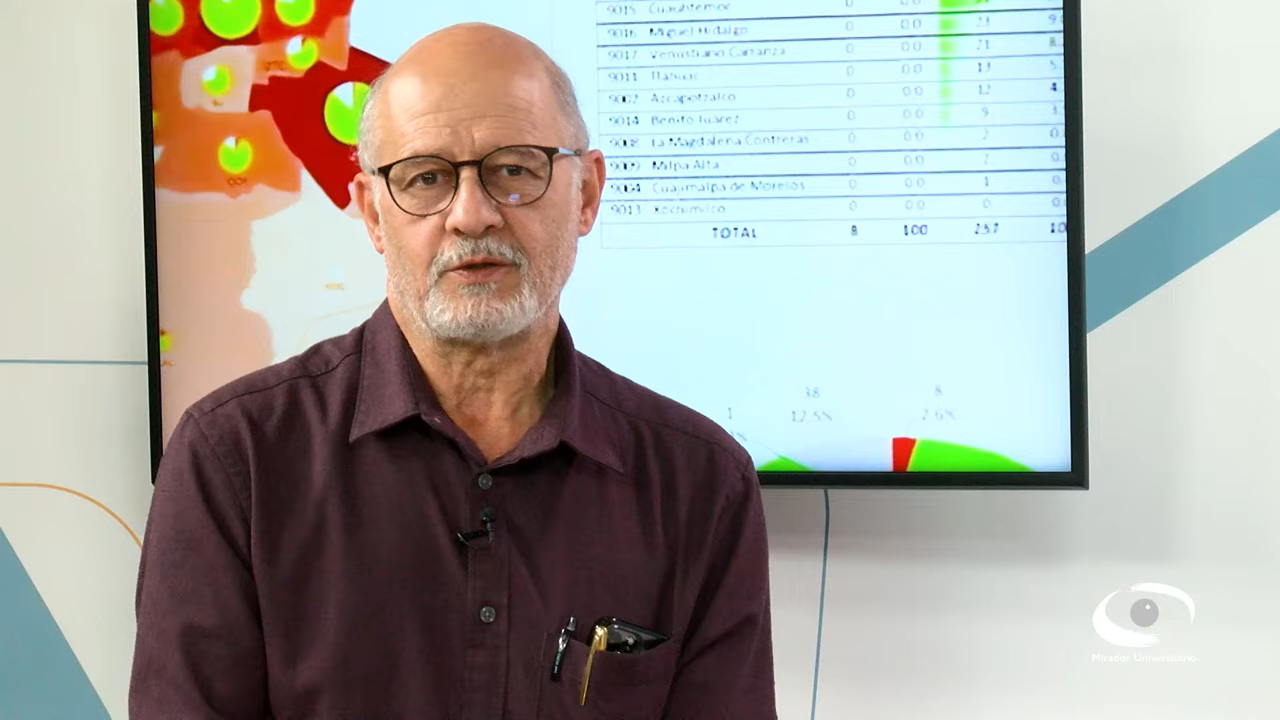 9015 Cuauhtemoc 0 0.0
9016 Miguel Hidalgo 0 0.0 23
9017 Venustiano Carranza 0 0.0 21
9011 Tlahuac 0 0.0 13
9002 Azcapotzalco 0 0.0 12
9014 Benito Juarez 0 0.0 9
9008 La Magdalena Contreras 0 0.0 2
9009 Milpa Alta 0 0.0 2
9004 Cuajimalpa de Morelos 0 0.0 1
9013 Xochimilco 0 0.0 0
TOTAL 8 100 257
38 8
1 12.5% 2.6%
Mirador Universitario